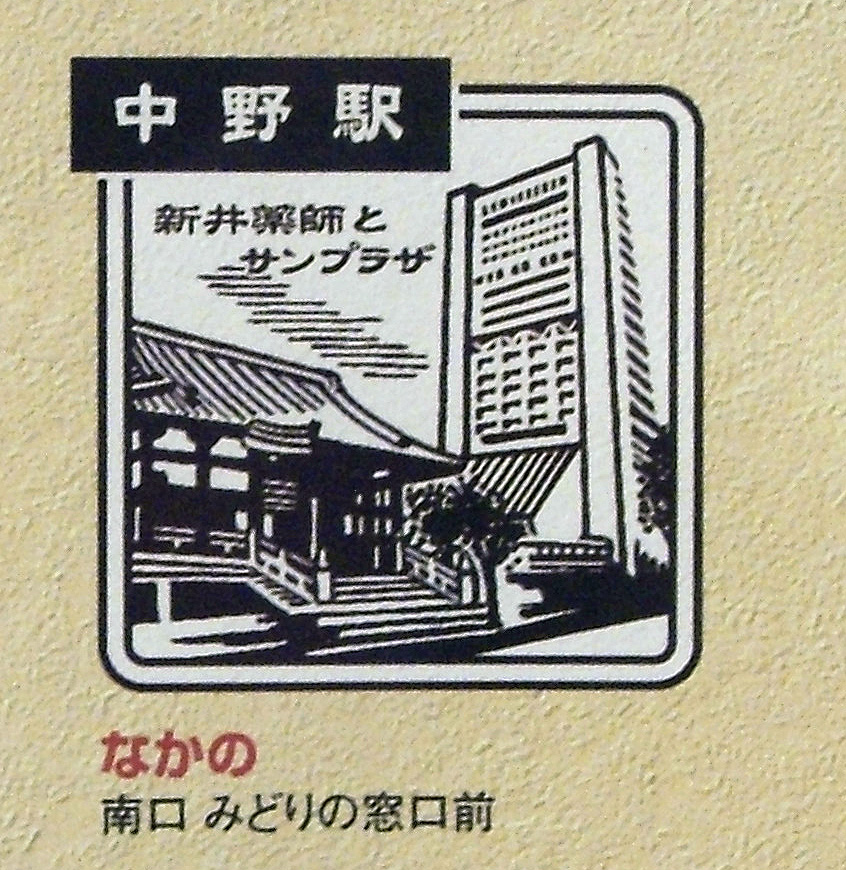 中野駅
新井薬師と
サンプラザ
なかの
南口 みどりの窓口前